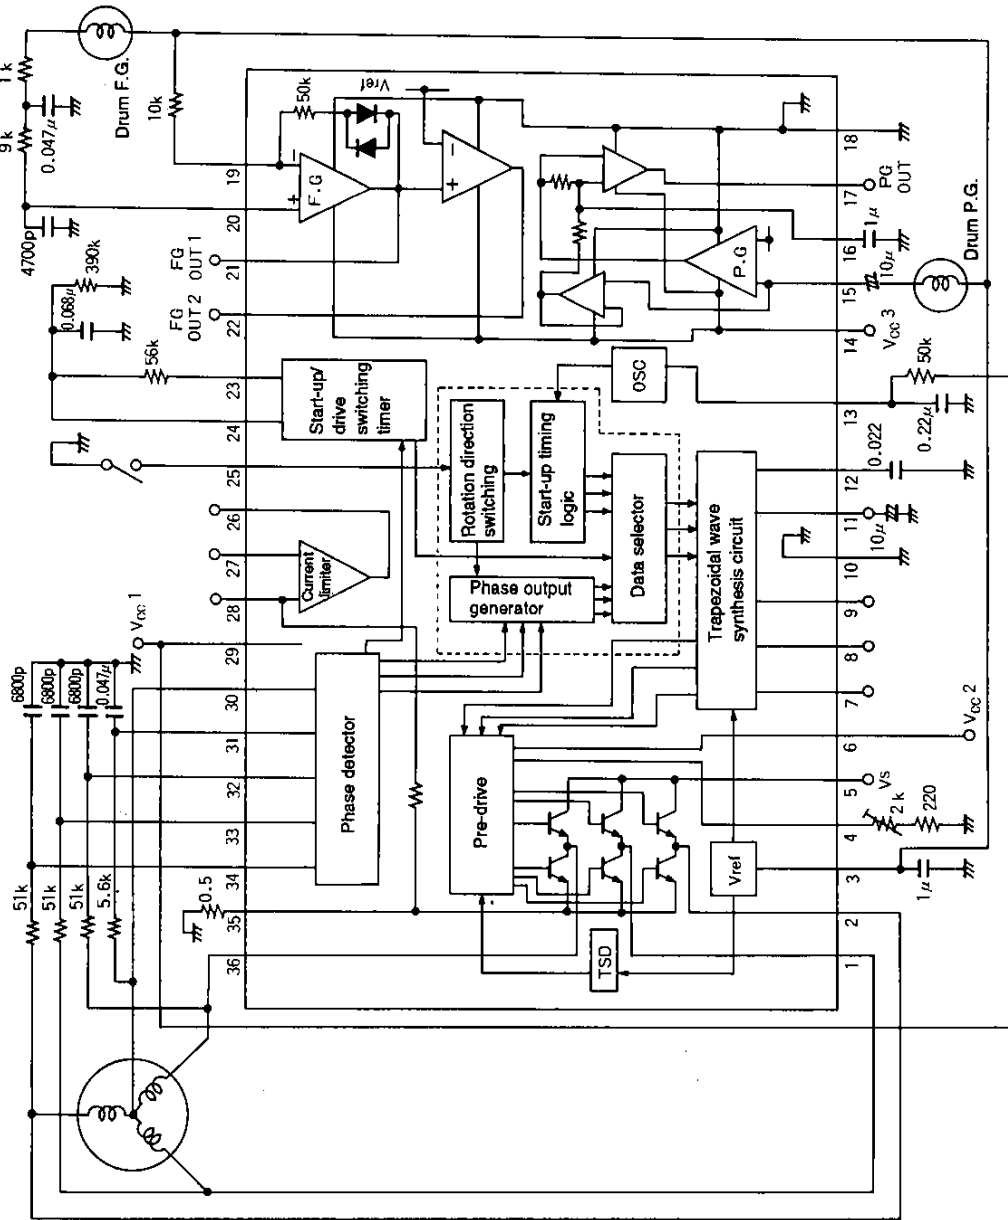 1 k
9k
0.047μ
Drum F.G.
10k
4700p
390k
0.068μ
56k
FG
OUT 1
FG
OUT 2
19
20
21
22
23
24
25
26
27
28
29
30
31
32
33
34
35
36
50k
Vref
F.G
+
−
+
−
P.G
18
17
PG
OUT
16
1μ
15
10μ
Drum P.G.
14
VCC 3
13
50k
0.22μ
12
0.022
11
10μ
10
9
8
7
6
VCC 2
5
Vs
4
2 k
220
3
1μ
2
1
Start-up/
drive
switching
timer
Rotation direction
switching
Start-up timing
logic
OSC
Data selector
Phase output
generator
Trapezoidal wave
synthesis circuit
Current
limiter
VCC 1
Phase detector
Pre-drive
Vref
TSD
6800p
6800p
6800p
0.047μ
51k
51k
51k
5.6k
0.5